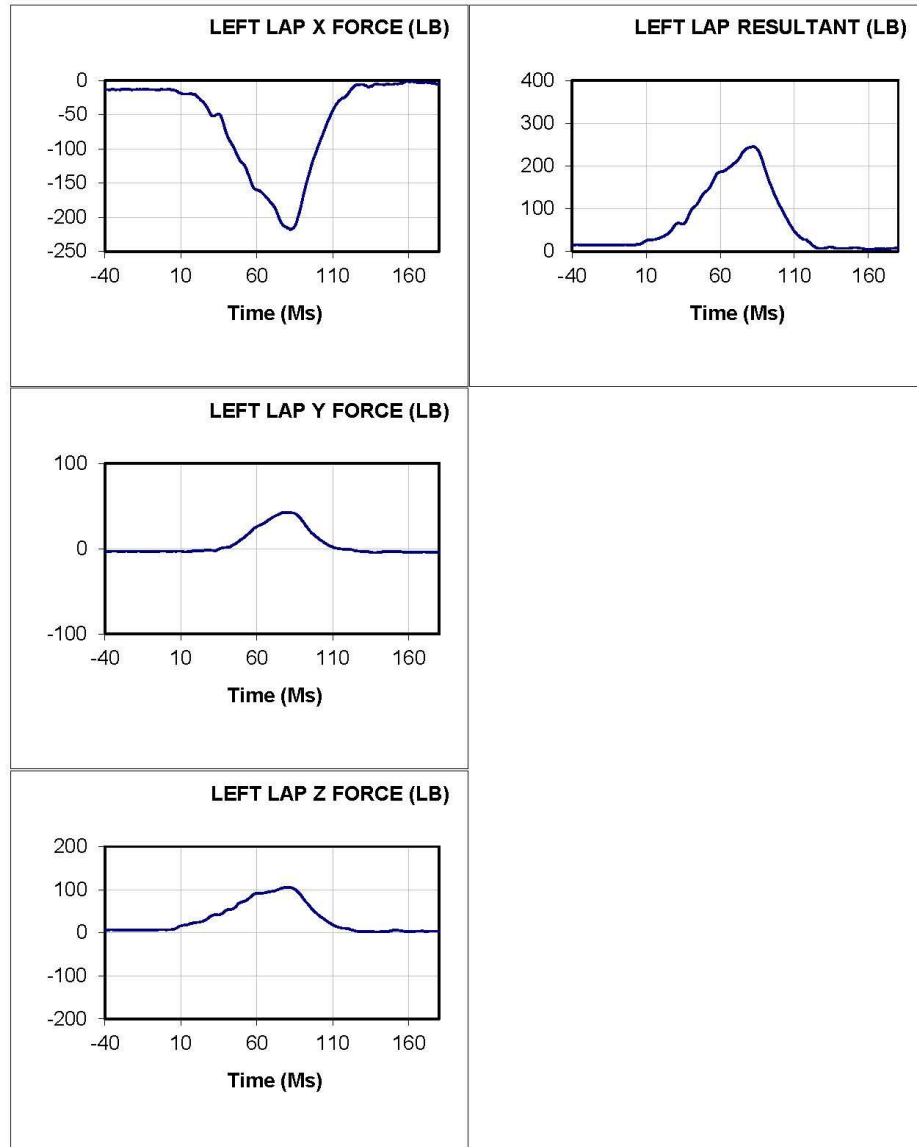 LEFT LAP X FORCE (LB)
0
-50
-100
-150
-200
-250
-40 10 60 110 160
Time (Ms)
LEFT LAP RESULTANT (LB)
400
300
200
100
0
-40 10 60 110 160
Time (Ms)
LEFT LAP Y FORCE (LB)
100
0
-100
-40 10 60 110 160
Time (Ms)
LEFT LAP Z FORCE (LB)
200
100
0
-100
-200
-40 10 60 110 160
Time (Ms)